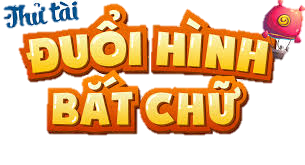 Thử tài
ĐUỔI HÌNH
BẮT CHỮ